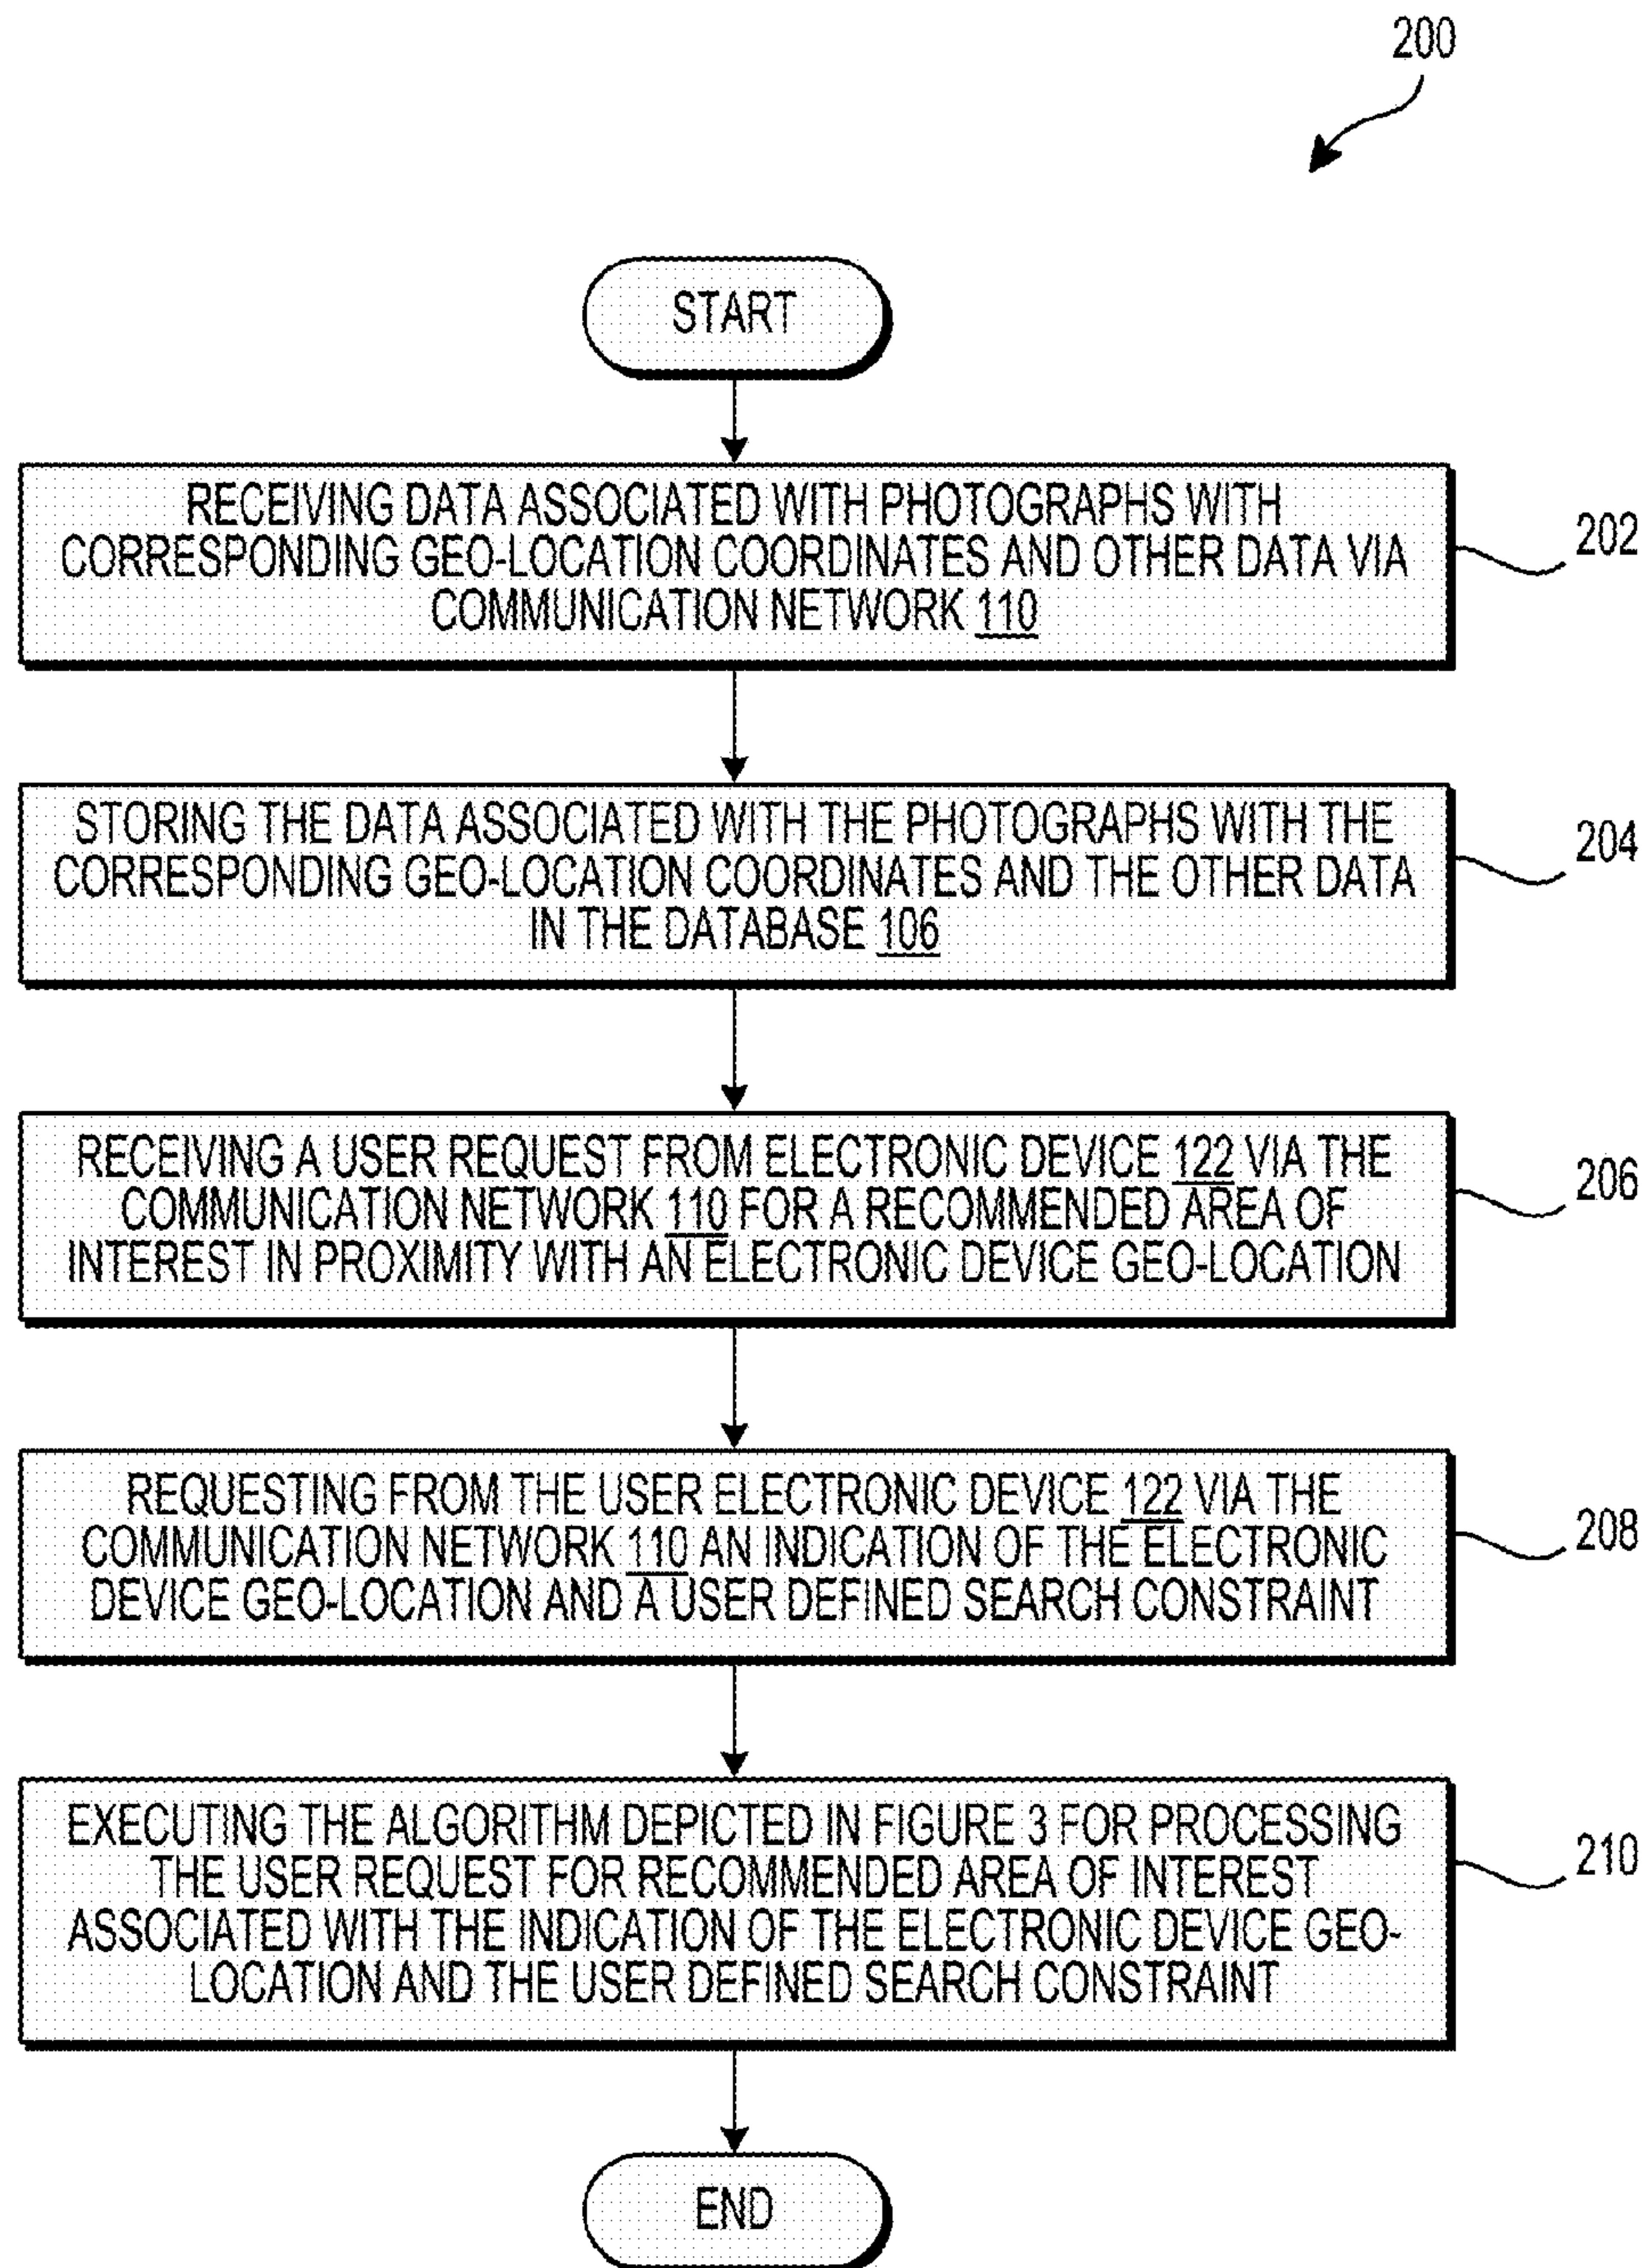 200
START
RECEIVING DATA ASSOCIATED WITH PHOTOGRAPHS WITH
CORRESPONDING GEO-LOCATION COORDINATES AND OTHER DATA VIA
COMMUNICATION NETWORK 110
202
STORING THE DATA ASSOCIATED WITH THE PHOTOGRAPHS WITH THE
CORRESPONDING GEO-LOCATION COORDINATES AND THE OTHER DATA
IN THE DATABASE 106
204
RECEIVING A USER REQUEST FROM ELECTRONIC DEVICE 122 VIA THE
COMMUNICATION NETWORK 110 FOR A RECOMMENDED AREA OF
INTEREST IN PROXIMITY WITH AN ELECTRONIC DEVICE GEO-LOCATION
206
REQUESTING FROM THE USER ELECTRONIC DEVICE 122 VIA THE
COMMUNICATION NETWORK 110 AN INDICATION OF THE ELECTRONIC
DEVICE GEO-LOCATION AND A USER DEFINED SEARCH CONSTRAINT
208
EXECUTING THE ALGORITHM DEPICTED IN FIGURE 3 FOR PROCESSING
THE USER REQUEST FOR RECOMMENDED AREA OF INTEREST
ASSOCIATED WITH THE INDICATION OF THE ELECTRONIC DEVICE GEO-
LOCATION AND THE USER DEFINED SEARCH CONSTRAINT
210
END